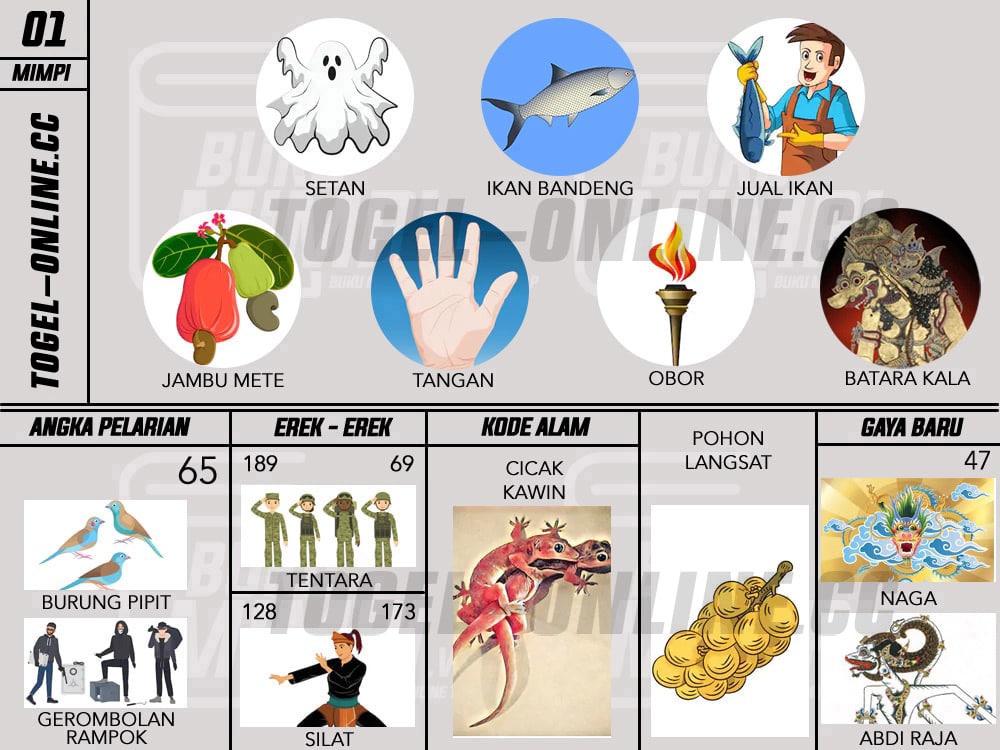 01
MIMPI
TOGEL-ONLINE.CC
SETAN
IKAN BANDENG
JUAL IKAN
TOGEL-ONLINE.CC
JAMBU METE
TANGAN
OBOR
BATARA KALA
ANGKA PELARIAN
65
BURUNG PIPIT
GEROMBOLAN
RAMPOK
EREK - EREK
189 69
TENTARA
128 173
SILAT
KODE ALAM
CICAK
KAWIN
POHON
LANGSAT
GAYA BARU
47
NAGA
ABDI RAJA
TOGEL-ONLINE.CC